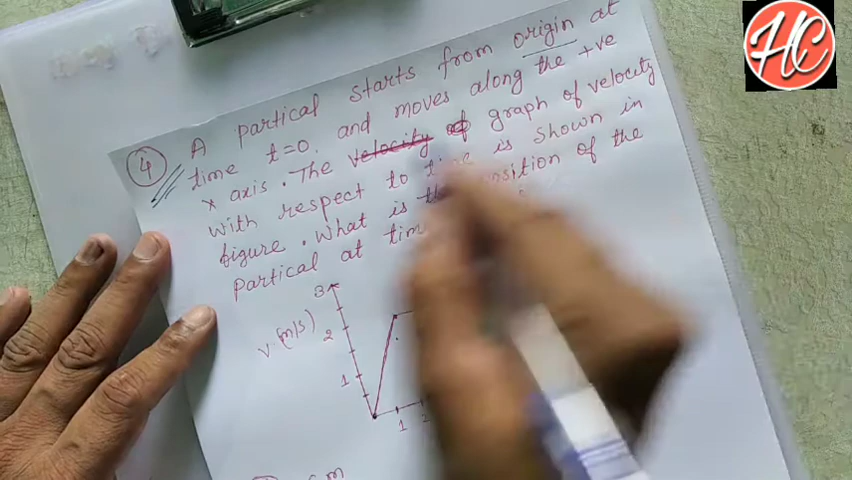 HC
4
A partical starts from origin at
time t=0. and moves along the +ve
x axis. The velocity of graph of velocity
with respect to time is shown in
figure. What is the position of the
partical at
3
v. (m/s)
2
1
1
m